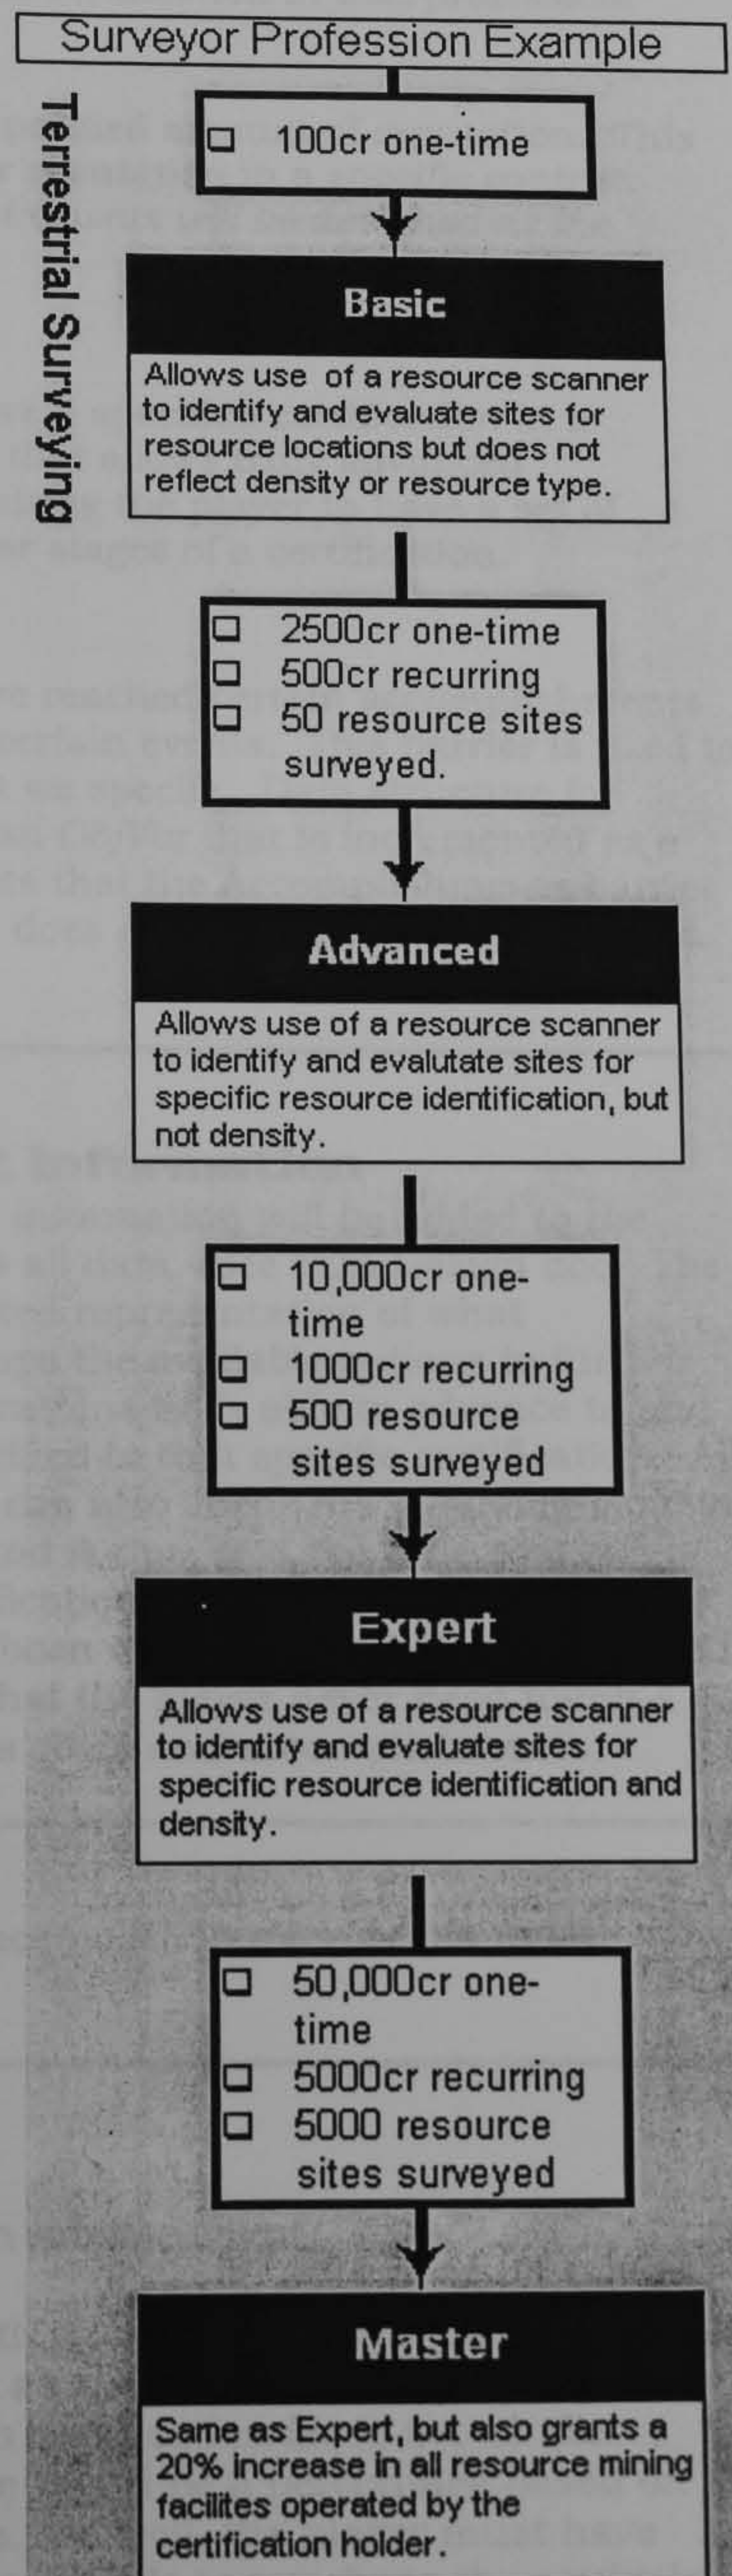 Surveyor Profession Example
Terrestrial Surveying
☐ 100cr one-time
Basic
Allows use of a resource scanner
to identify and evaluate sites for
resource locations but does not
reflect density or resource type.
☐ 2500cr one-time
☐ 500cr recurring
☐ 50 resource sites
surveyed.
Advanced
Allows use of a resource scanner
to identify and evalutate sites for
specific resource identification, but
not density.
☐ 10,000cr one-
time
☐ 1000cr recurring
☐ 500 resource
sites surveyed
Expert
Allows use of a resource scanner
to identify and evaluate sites for
specific resource identification and
density.
☐ 50,000cr one-
time
☐ 5000cr recurring
☐ 5000 resource
sites surveyed
Master
Same as Expert, but also grants a
20% increase in all resource mining
facilites operated by the
certification holder.